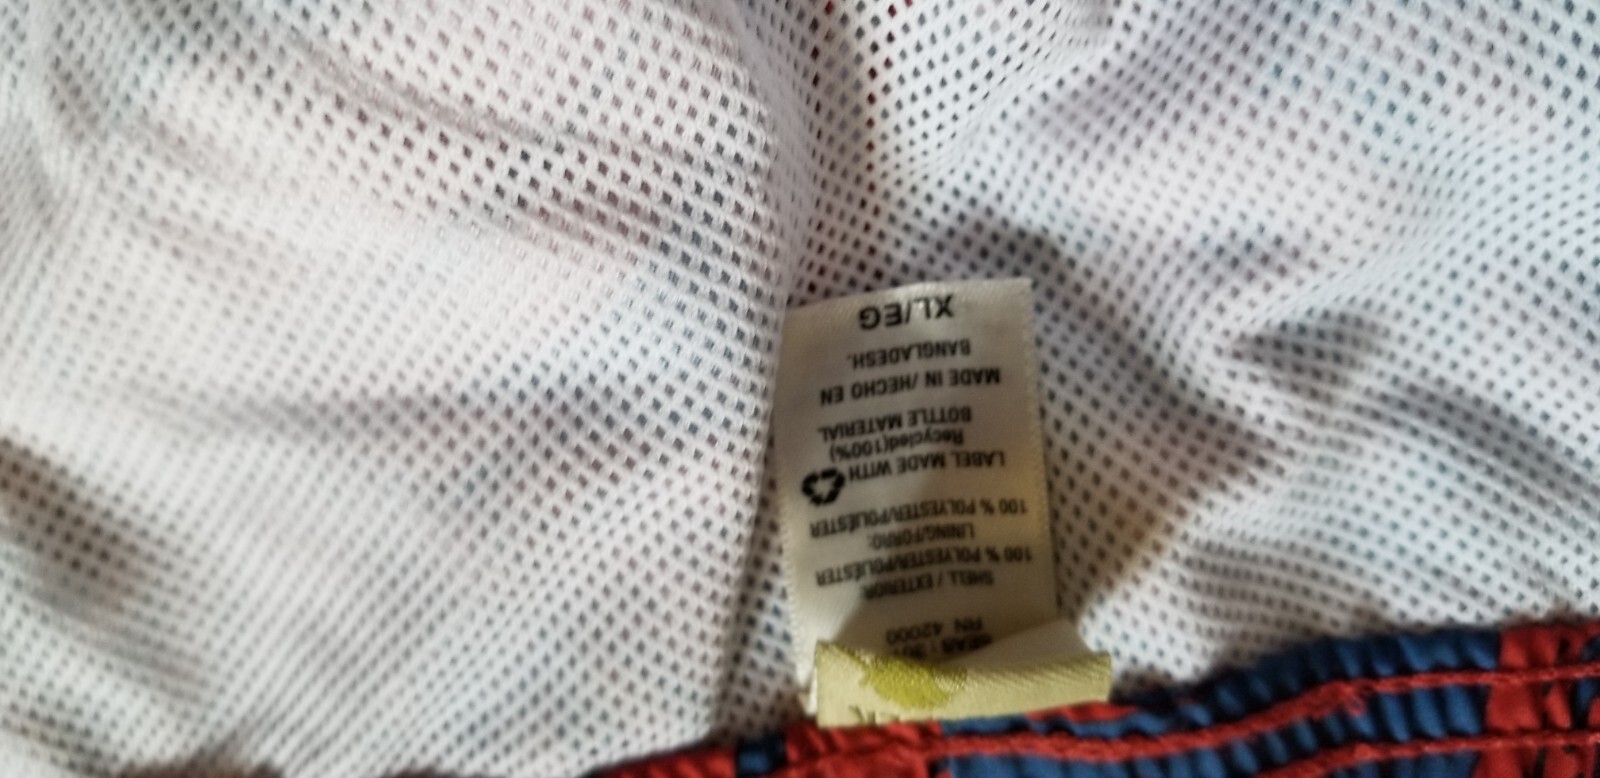 RN 42000
SHELL / EXTERIOR:
100 % POLYESTER/POLIÉSTER
LINING/FORRO:
100 % POLYESTER/POLIÉSTER
LABEL MADE WITH
Recycled(100%)
BOTTLE MATERIAL.
MADE IN /HECHO EN
BANGLADESH.
XL/EG